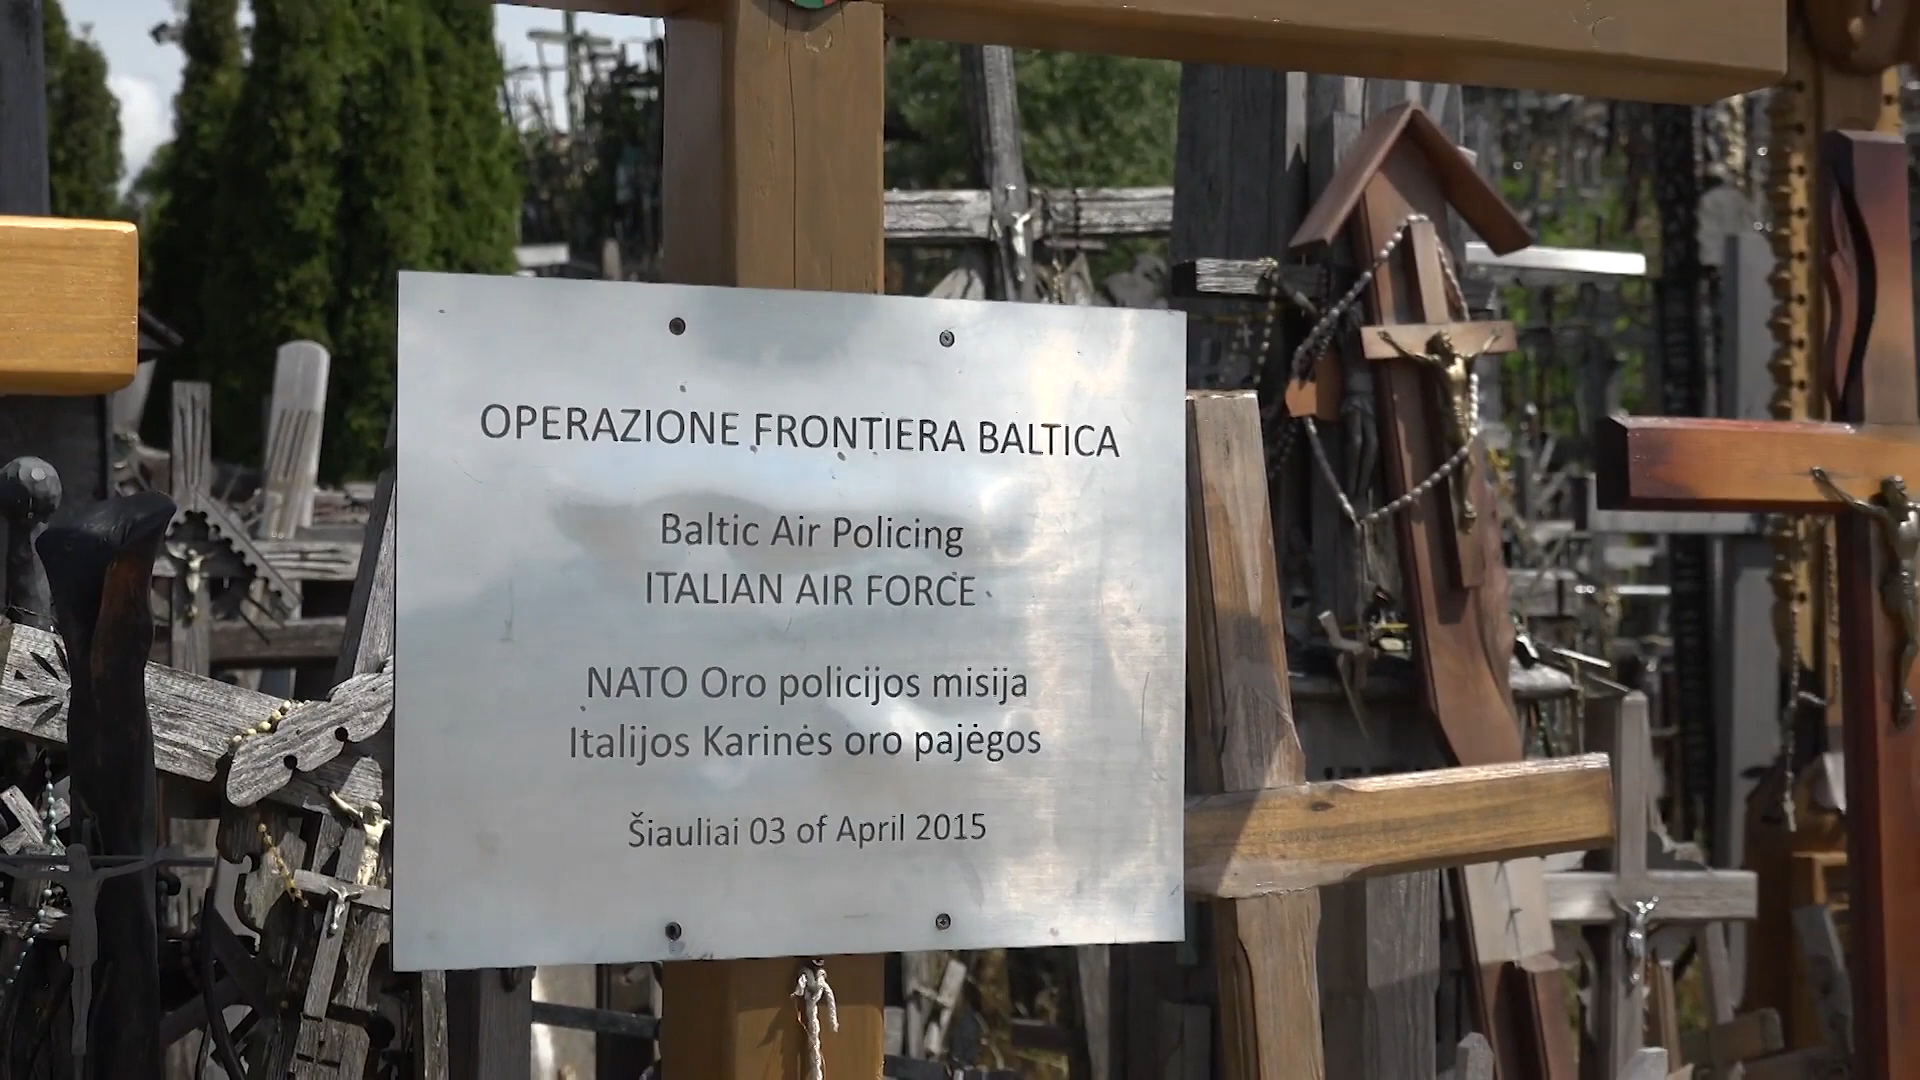 OPERAZIONE FRONTIERA BALTICA
Baltic Air Policing
ITALIAN AIR FORCE
NATO Oro policijos misija
Italijos Karinės oro pajėgos
Šiauliai 03 of April 2015